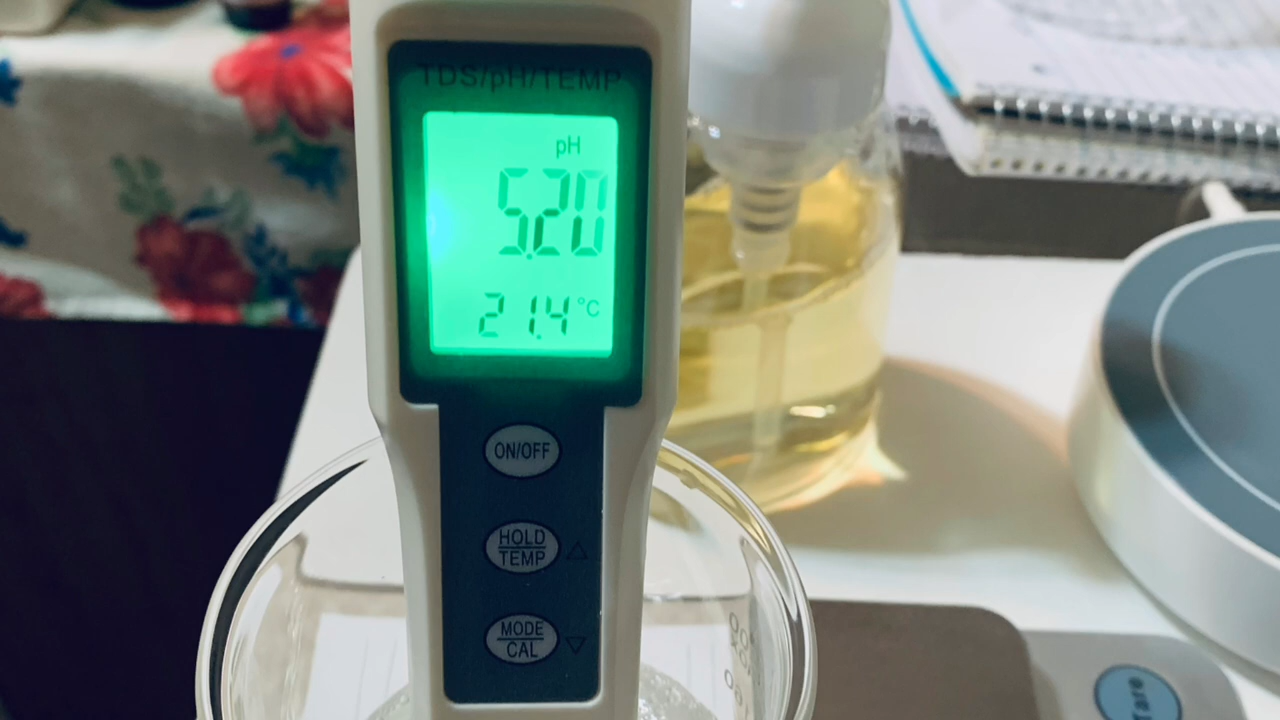 TDS/pH/TEMP
pH
5.20
21.4 °C
ON/OFF
HOLD
TEMP
MODE
CAL
Tare